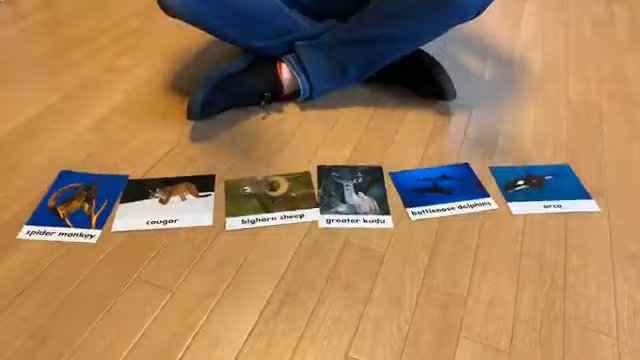 spider monkey
cougar
bighorn sheep
greater kudu
bottlenose dolphins
orca